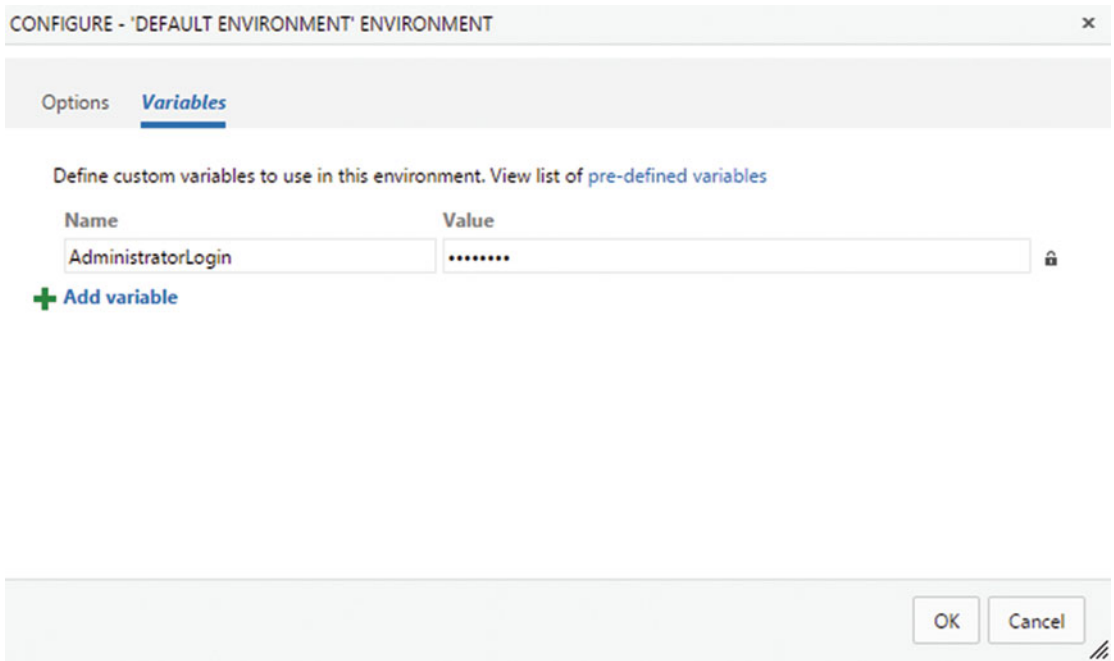 CONFIGURE - 'DEFAULT ENVIRONMENT' ENVIRONMENT
Options Variables
Define custom variables to use in this environment. View list of pre-defined variables
Name Value
AdministratorLogin ••••••••
Add variable
OK Cancel